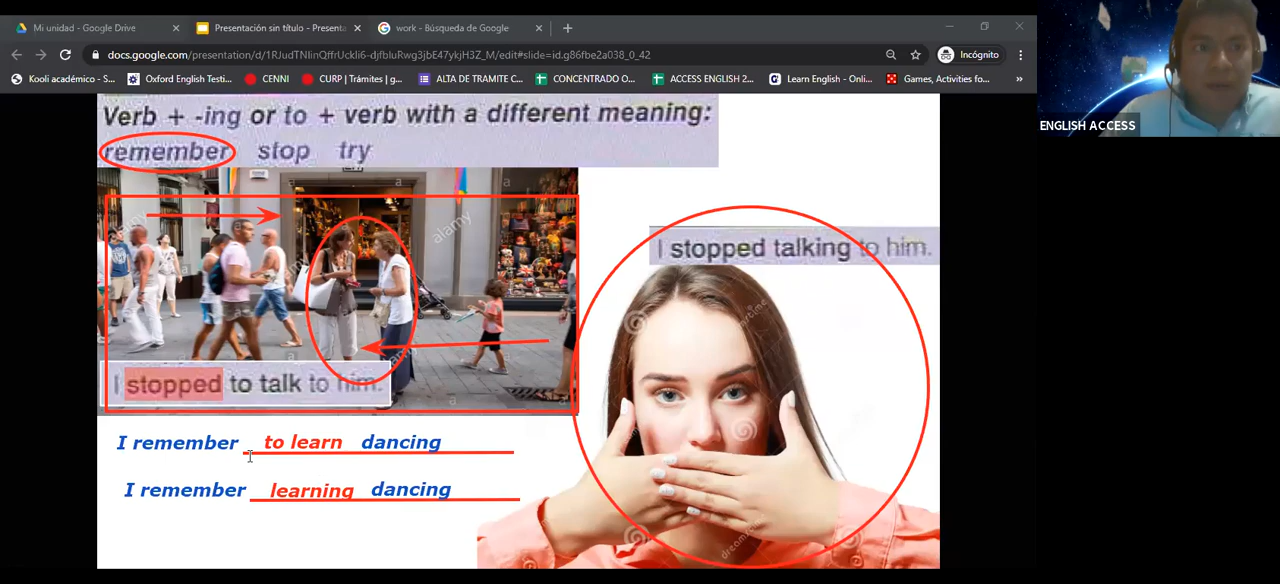 Mi unidad - Google Drive
Presentación sin título - Presenta
work - Búsqueda de Google
docs.google.com/presentation/d/1RJudTNlinQffrUckli6-djfbluRwg3jbE47ykjH3Z_M/edit#slide=id.g86fbe2a038_0_42
Incógnito
Kooli académico - S...
Oxford English Testi...
CENNI
CURP | Trámites | g...
ALTA DE TRAMITE C...
CONCENTRADO O...
ACCESS ENGLISH 2...
Learn English - Onli...
Games, Activities fo...
»
ENGLISH ACCESS
Verb + -ing or to + verb with a different meaning:
remember stop try
alamy
alamy
a
a
I stopped talking to him.
I stopped to talk to him.
I remember to learn dancing
I remember learning dancing
dreamstime